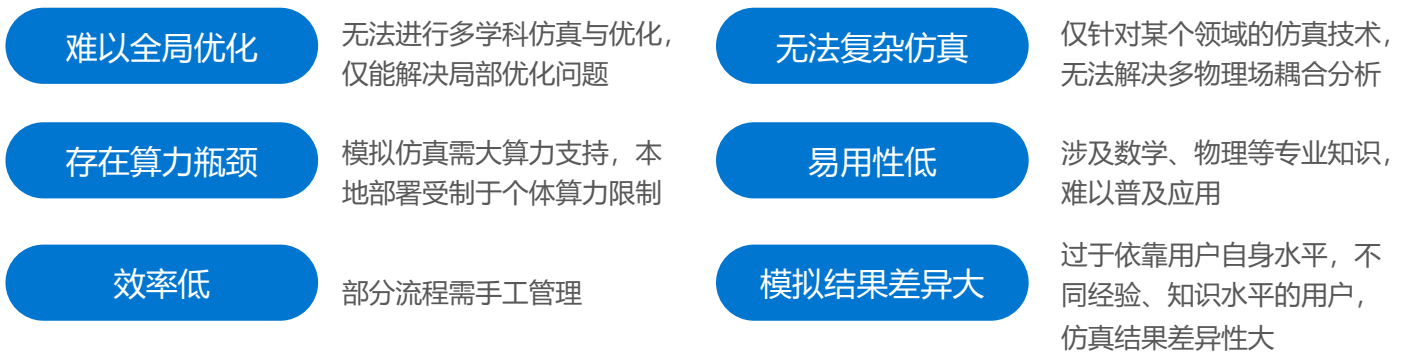 难以全局优化
无法进行多学科仿真与优化，
仅能解决局部优化问题
无法复杂仿真
仅针对某个领域的仿真技术，
无法解决多物理场耦合分析
存在算力瓶颈
模拟仿真需大算力支持，本
地部署受制于个体算力限制
易用性低
涉及数学、物理等专业知识，
难以普及应用
效率低
部分流程需手工管理
模拟结果差异大
过于依靠用户自身水平，不
同经验、知识水平的用户，
仿真结果差异性大